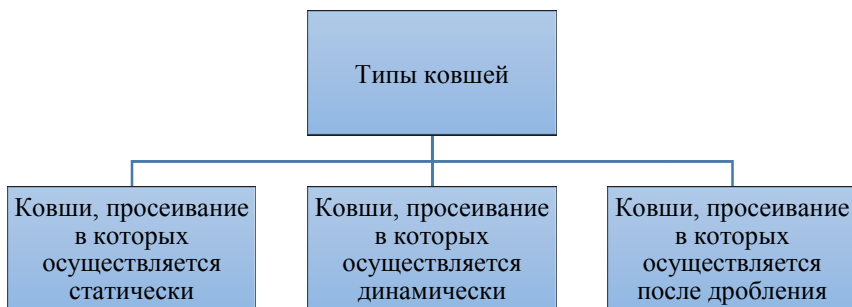 Типы ковшей
Ковши, просеивание
в которых
осуществляется
статически
Ковши, просеивание
в которых
осуществляется
динамически
Ковши, просеивание
в которых
осуществляется
после дробления